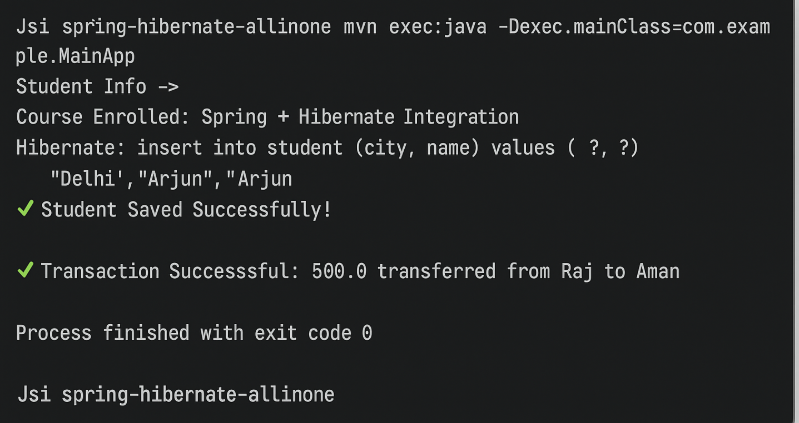 Jsi spring-hibernate-allinone mvn exec:java -Dexec.mainClass=com.exam
ple.MainApp
Student Info ->
Course Enrolled: Spring + Hibernate Integration
Hibernate: insert into student (city, name) values ( ?, ?)
"Delhi',"Arjun","Arjun
✔ Student Saved Successfully!
✔ Transaction Successsful: 500.0 transferred from Raj to Aman
Process finished with exit code 0
Jsi spring-hibernate-allinone